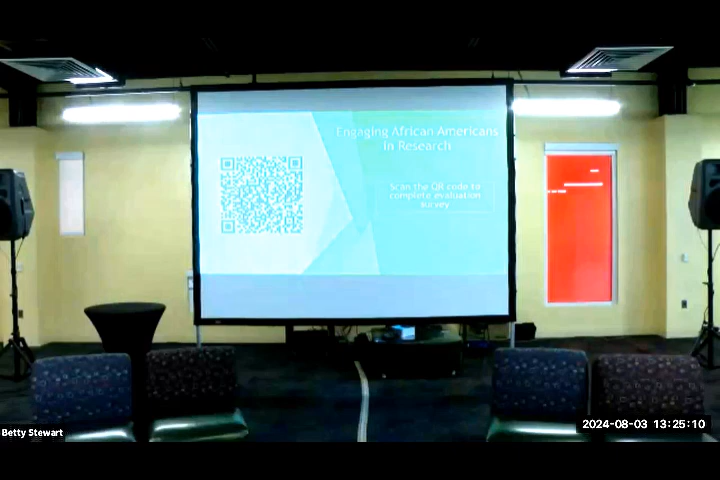 Engaging African Americans
in Research
Scan the QR code to
complete evaluation
survey
Betty Stewart
2024-08-03 13:25:10